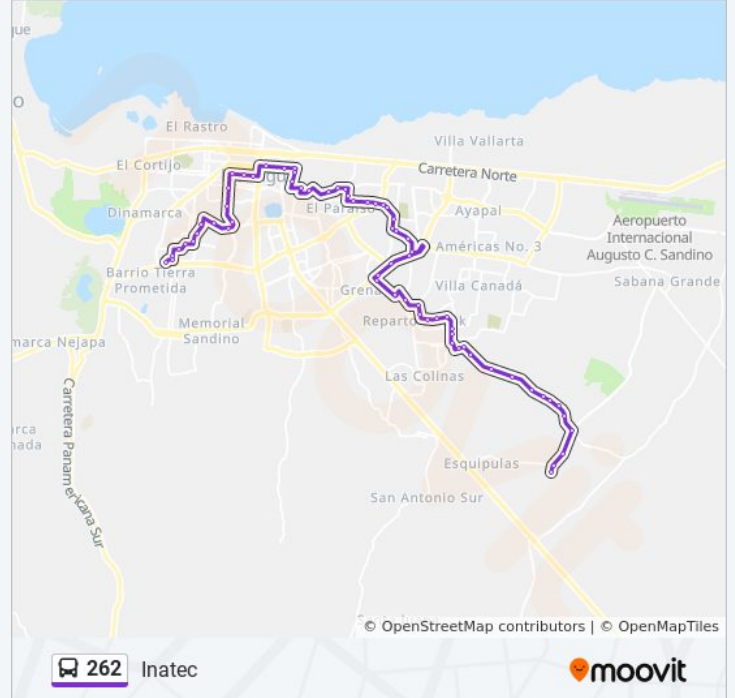 El Rastro
Villa Vallarta
El Cortijo
Carretera Norte
Dinamarca
El Paraíso
Ayapal
Aeropuerto
Internacional
Augusto C. Sandino
Américas No. 3
Barrio Tierra
Prometida
Villa Canadá
Sabana Grande
Memorial
Sandino
Reparto
marca Nejapa
Las Colinas
Carretera Panamericana Sur
Esquipulas
San Antonio Sur
© OpenStreetMap contributors | © OpenMapTiles
262 Inatec
moovit